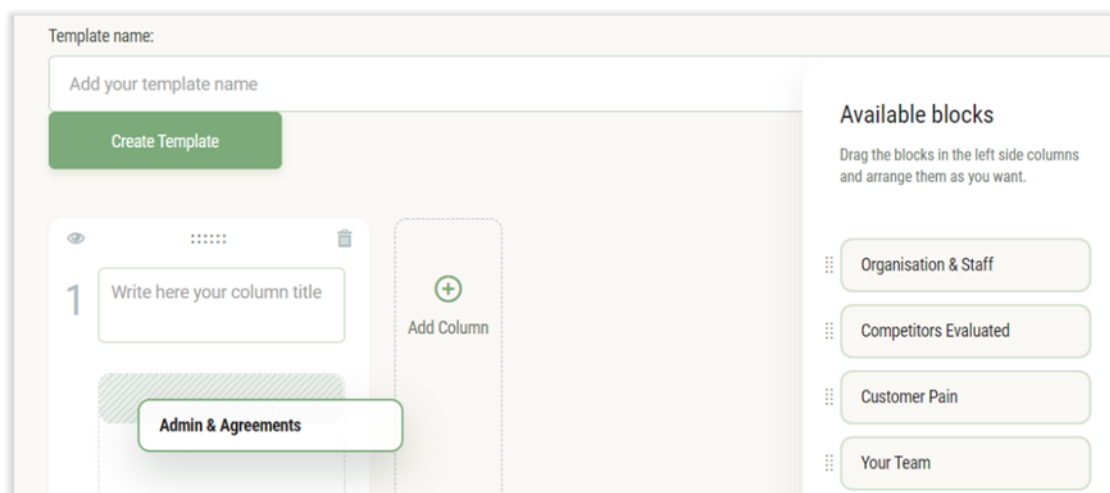 Template name:
Add your template name
Create Template
1
Write here your column title
Add Column
Admin & Agreements
Available blocks
Drag the blocks in the left side columns
and arrange them as you want.
Organisation & Staff
Competitors Evaluated
Customer Pain
Your Team